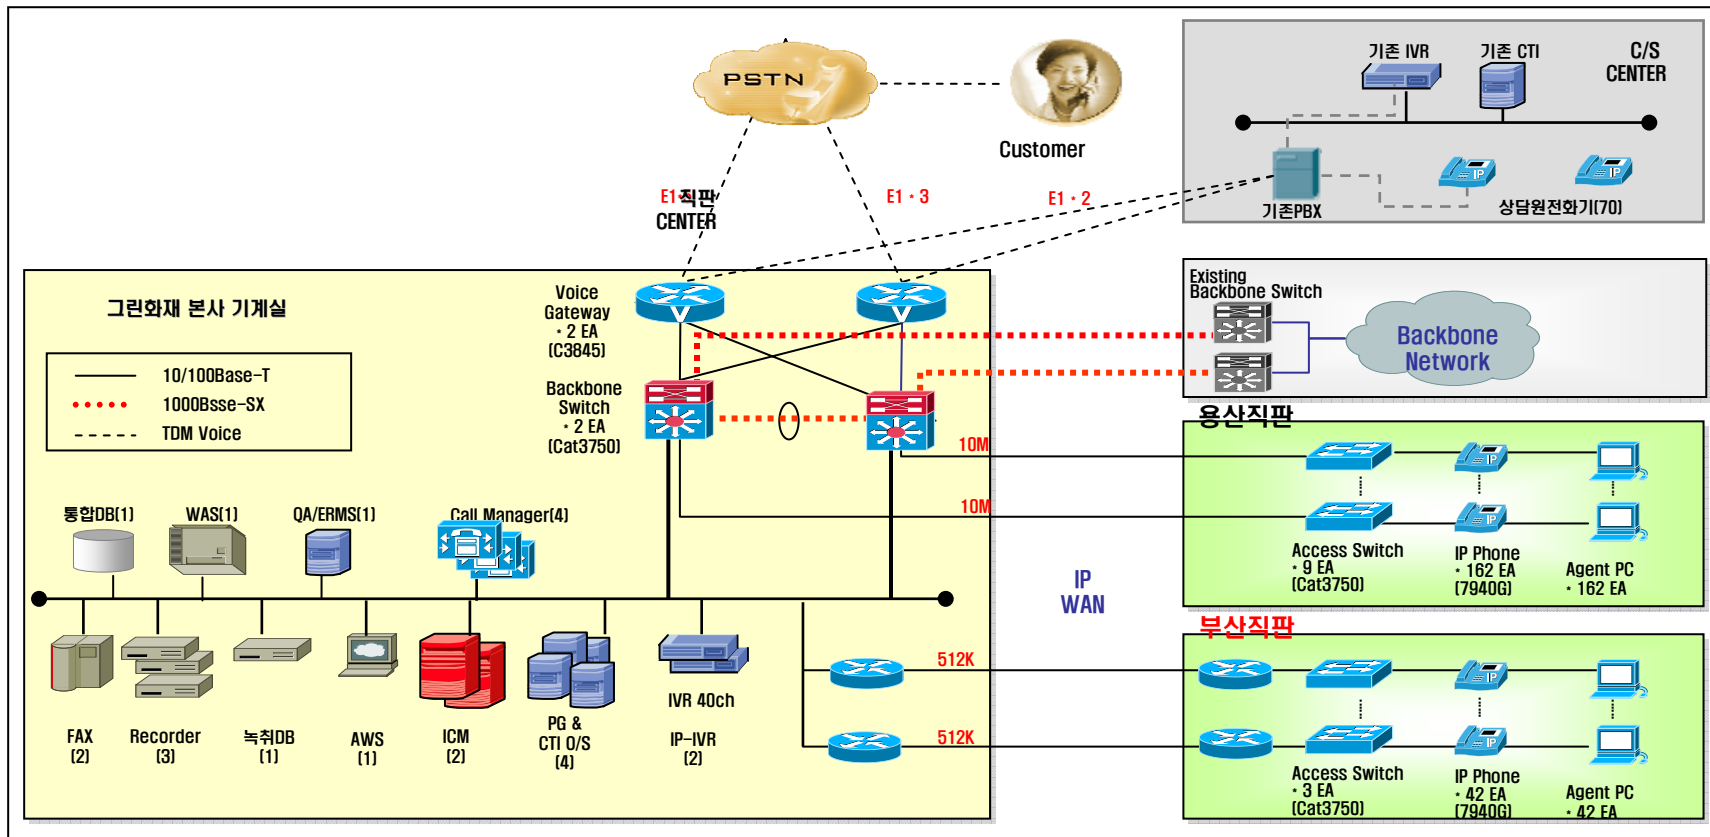 PSTN
Customer
기존 IVR
기존 CTI
C/S
CENTER
기존PBX
IP
IP
상담원전화기(70)
E1
직판
CENTER
E1 * 3
E1 * 2
그린화재 본사 기계실
Voice
Gateway
* 2 EA
(C3845)
V
V
10/100Base-T
1000Bsse-SX
TDM Voice
Backbone
Switch
* 2 EA
(Cat3750)
Existing
Backbone Switch
Backbone
Network
용산직판
10M
10M
Access Switch
* 9 EA
(Cat3750)
IP
IP
IP Phone
* 162 EA
(7940G)
Agent PC
* 162 EA
통합DB(1)
WAS(1)
QA/ERMS(1)
Call Manager(4)
IP
WAN
부산직판
512K
512K
FAX
(2)
Recorder
(3)
녹취DB
(1)
AWS
(1)
ICM
(2)
PG &
CTI O/S
(4)
IVR 40ch
IP-IVR
(2)
IP
IP
Access Switch
* 3 EA
(Cat3750)
IP Phone
* 42 EA
(7940G)
Agent PC
* 42 EA